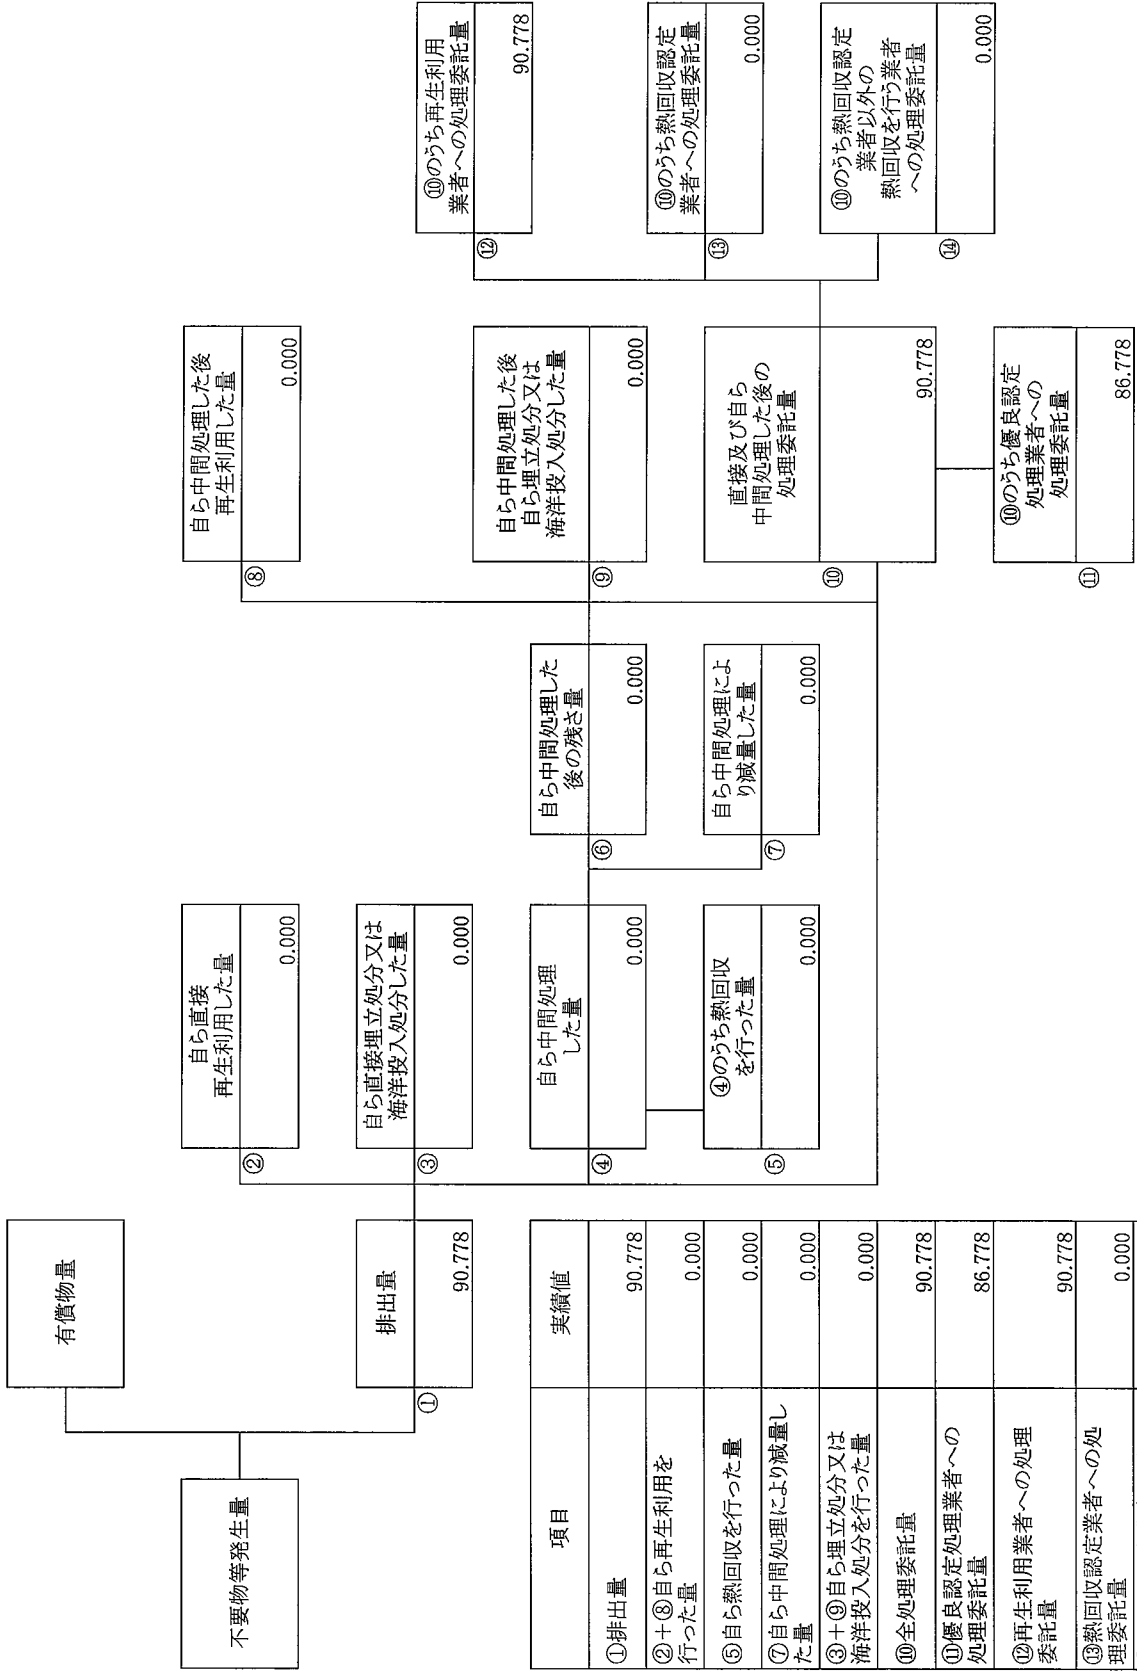 有償物量
不要物等発生量
排出量
①
90.778
自ら直接
再生利用した量
②
0.000
自ら直接埋立処分又は
海洋投入処分した量
③
0.000
自ら中間処理
した量
④
0.000
④のうち熱回収
を行った量
⑤
0.000
自ら中間処理した
後の残さ量
⑥
0.000
自ら中間処理によ
り減量した量
⑦
0.000
自ら中間処理した後
再生利用した量
⑧
0.000
自ら中間処理した後
自ら埋立処分又は
海洋投入処分した量
⑨
0.000
直接及び自ら
中間処理した後の
処理委託量
⑩
90.778
⑩のうち優良認定
処理業者への
処理委託量
⑪
86.778
⑩のうち再生利用
業者への処理委託量
⑫
90.778
⑩のうち熱回収認定
業者への処理委託量
⑬
0.000
⑩のうち熱回収認定
業者以外の
熱回収を行う業者
への処理委託量
⑭
0.000
項目 実績値
①排出量 90.778
②+⑧自ら再生利用を
行った量 0.000
⑤自ら熱回収を行った量 0.000
⑦自ら中間処理により減量し
た量 0.000
③+⑨自ら埋立処分又は
海洋投入処分を行った量 0.000
⑩全処理委託量 90.778
⑪優良認定処理業者への
処理委託量 86.778
⑫再生利用業者への処理
委託量 90.778
⑬熱回収認定業者への処
理委託量 0.000